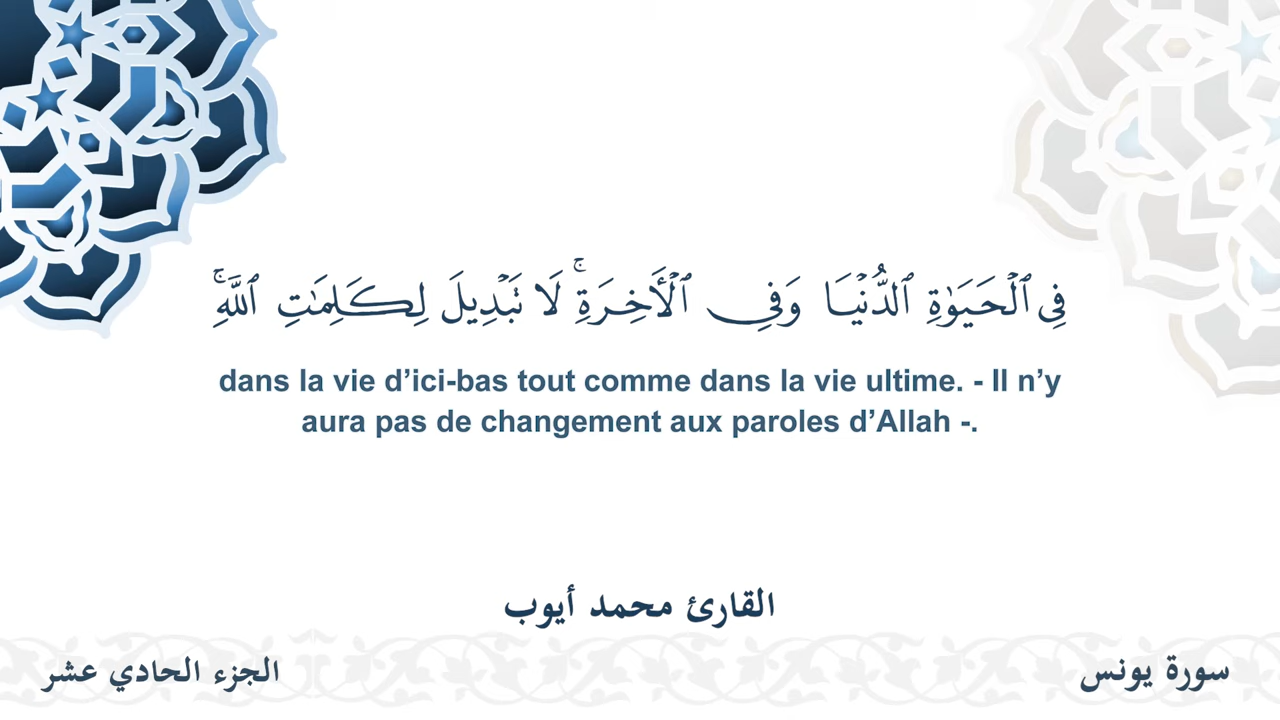 فِي ٱلۡحَيَوٰةِ ٱلدُّنۡيَا وَفِي ٱلۡأٓخِرَةِۚ لَا تَبۡدِيلَ لِكَلِمَٰتِ ٱللَّهِۚ
dans la vie d’ici-bas tout comme dans la vie ultime. - Il n’y
aura pas de changement aux paroles d’Allah -.
القارئ محمد أيوب
سورة يونس
الجزء الحادي عشر